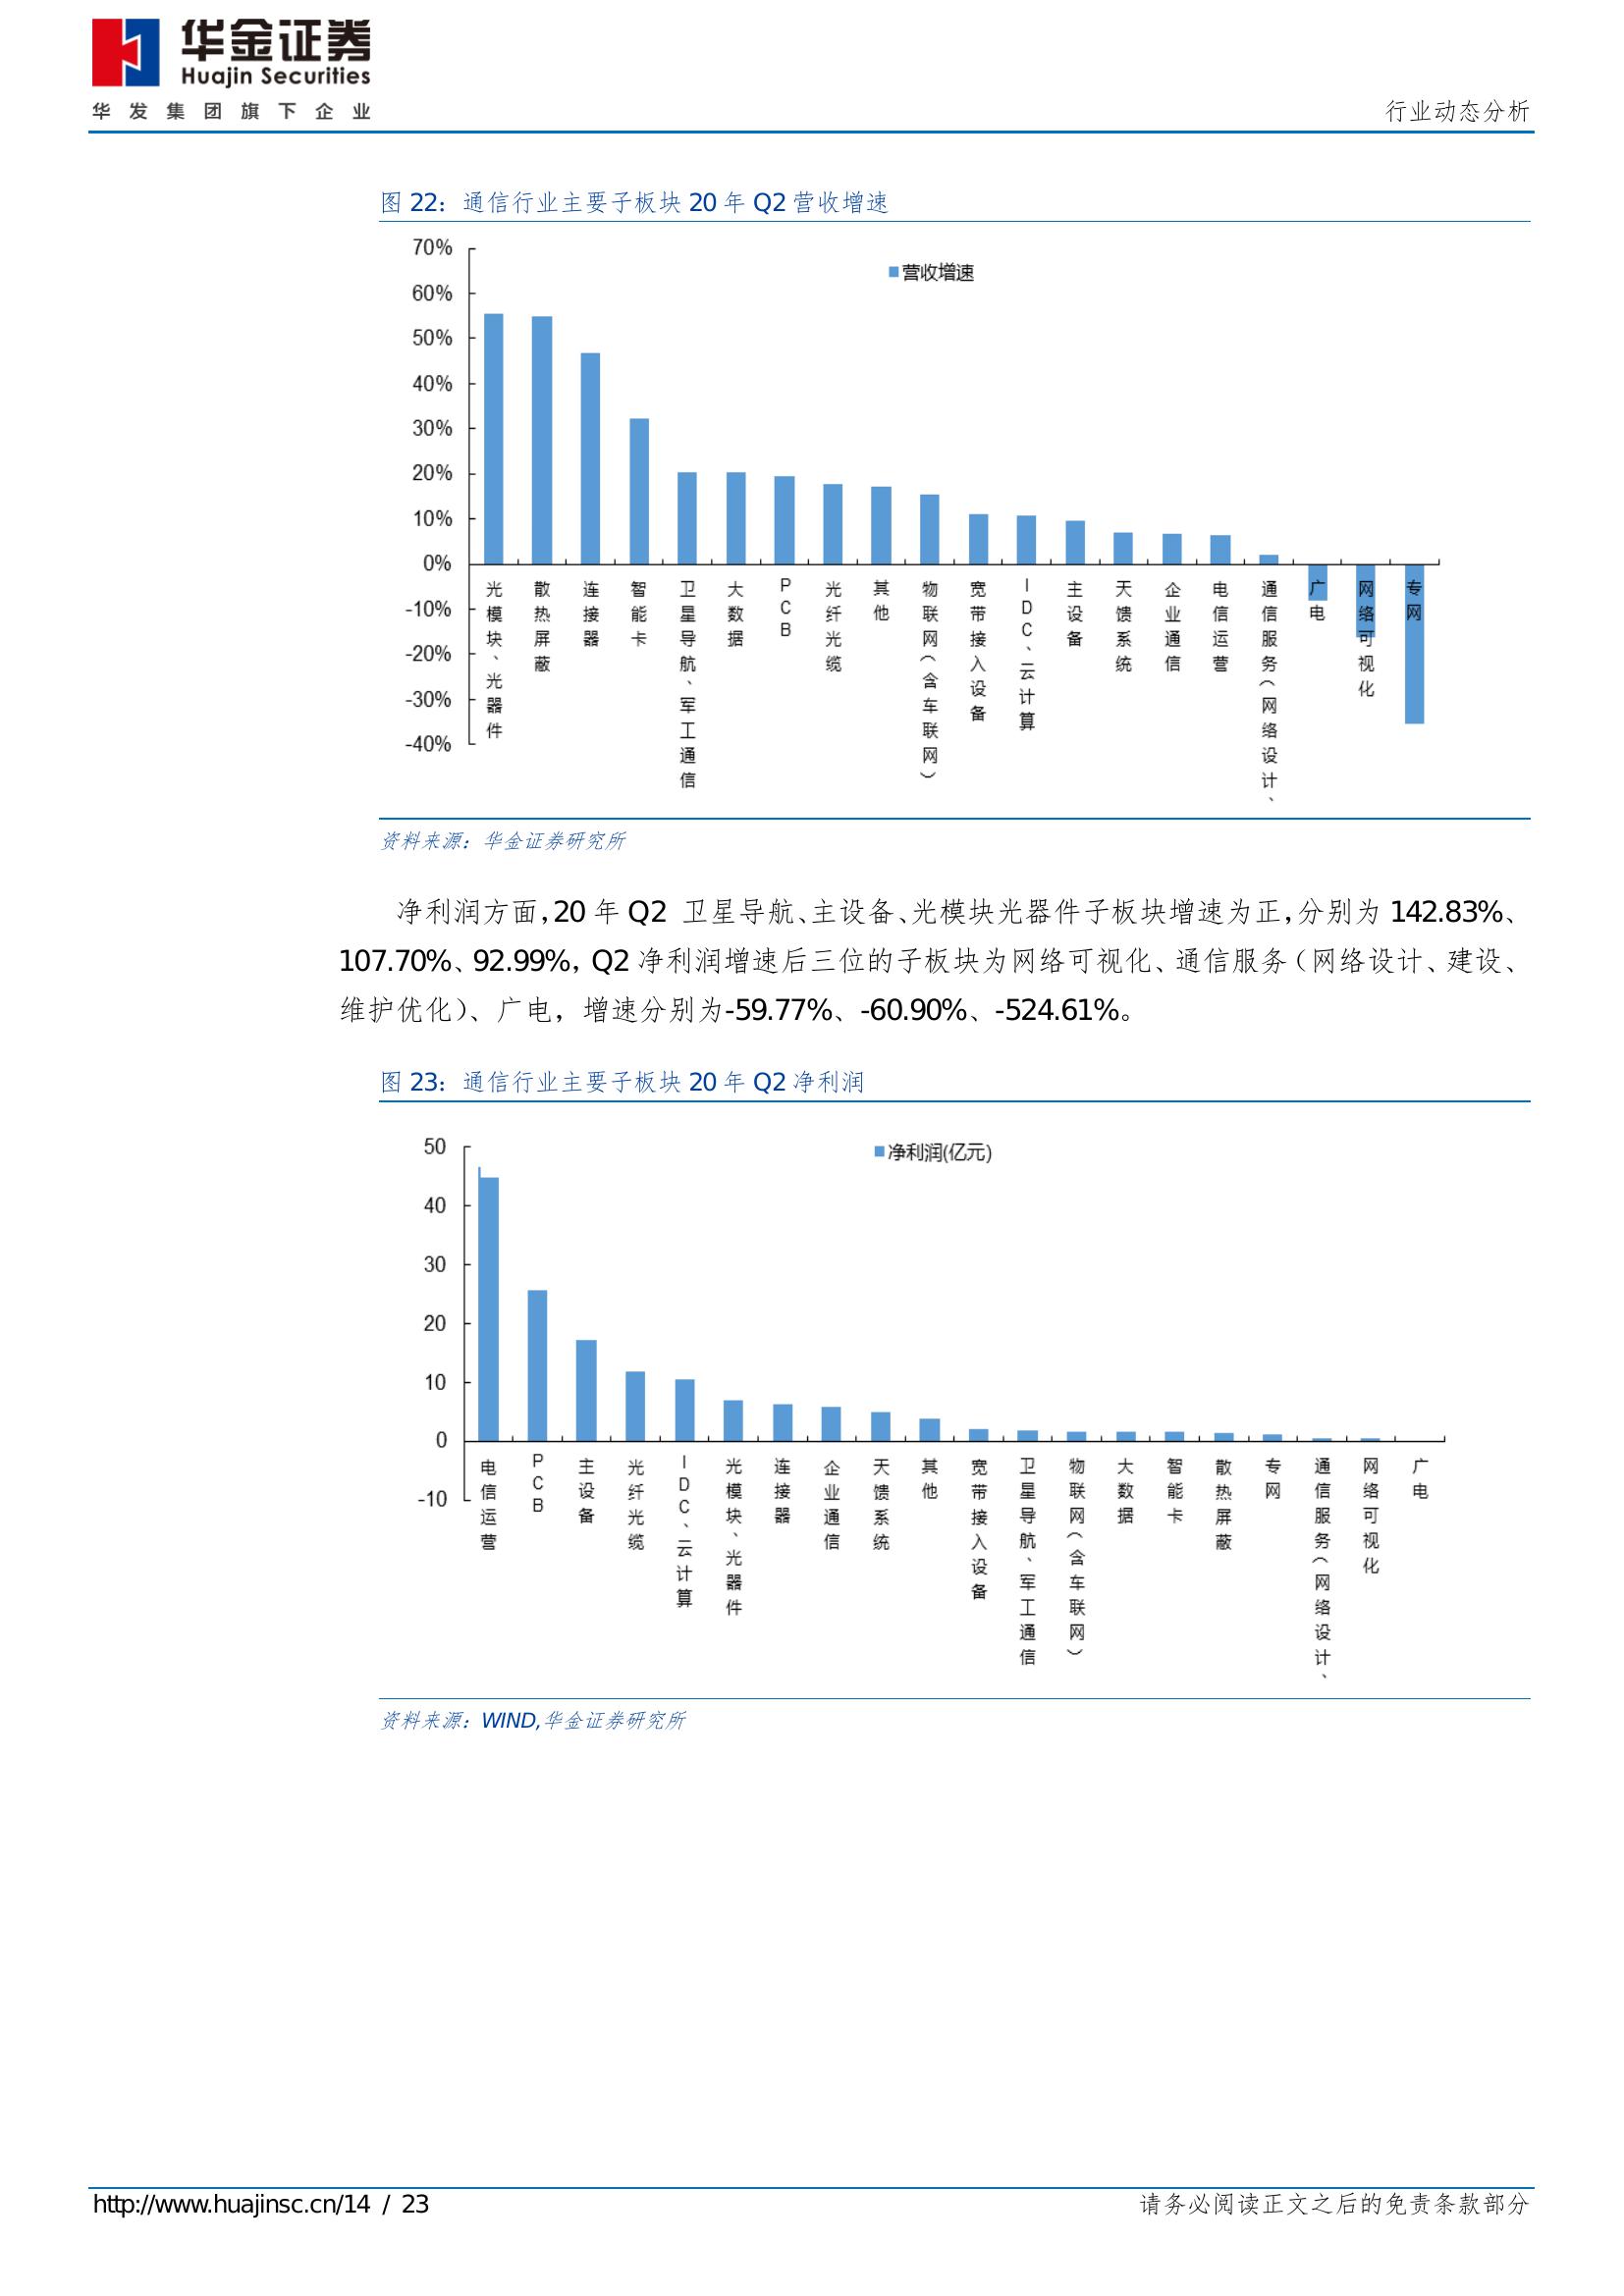 华金证券
Huajin Securities
华发集团旗下企业
行业动态分析
图 22：通信行业主要子板块 20 年 Q2 营收增速
营收增速
70%
60%
50%
40%
30%
20%
10%
0%
-10%
-20%
-30%
-40%
光模块、光器件
散热屏蔽
连接器
智能卡
卫星导航、军工通信
大数据
PCB
光纤光缆
其他
物联网（含车联网）
宽带接入设备
IDC、云计算
主设备
天馈系统
企业通信
电信运营
通信服务（网络设计、
广电
网络可视化
专网
资料来源：华金证券研究所
净利润方面，20 年 Q2 卫星导航、主设备、光模块光器件子板块增速为正，分别为 142.83%、
107.70%、92.99%，Q2 净利润增速后三位的子板块为网络可视化、通信服务（网络设计、建设、
维护优化）、广电，增速分别为-59.77%、-60.90%、-524.61%。
图 23：通信行业主要子板块 20 年 Q2 净利润
净利润(亿元)
50
40
30
20
10
0
-10
电信运营
PCB
主设备
光纤光缆
IDC、云计算
光模块、光器件
连接器
企业通信
天馈系统
其他
宽带接入设备
卫星导航、军工通信
物联网（含车联网）
大数据
智能卡
散热屏蔽
专网
通信服务（网络设计、
网络可视化
广电
资料来源：WIND,华金证券研究所
http://www.huajinsc.cn/14 / 23
请务必阅读正文之后的免责条款部分